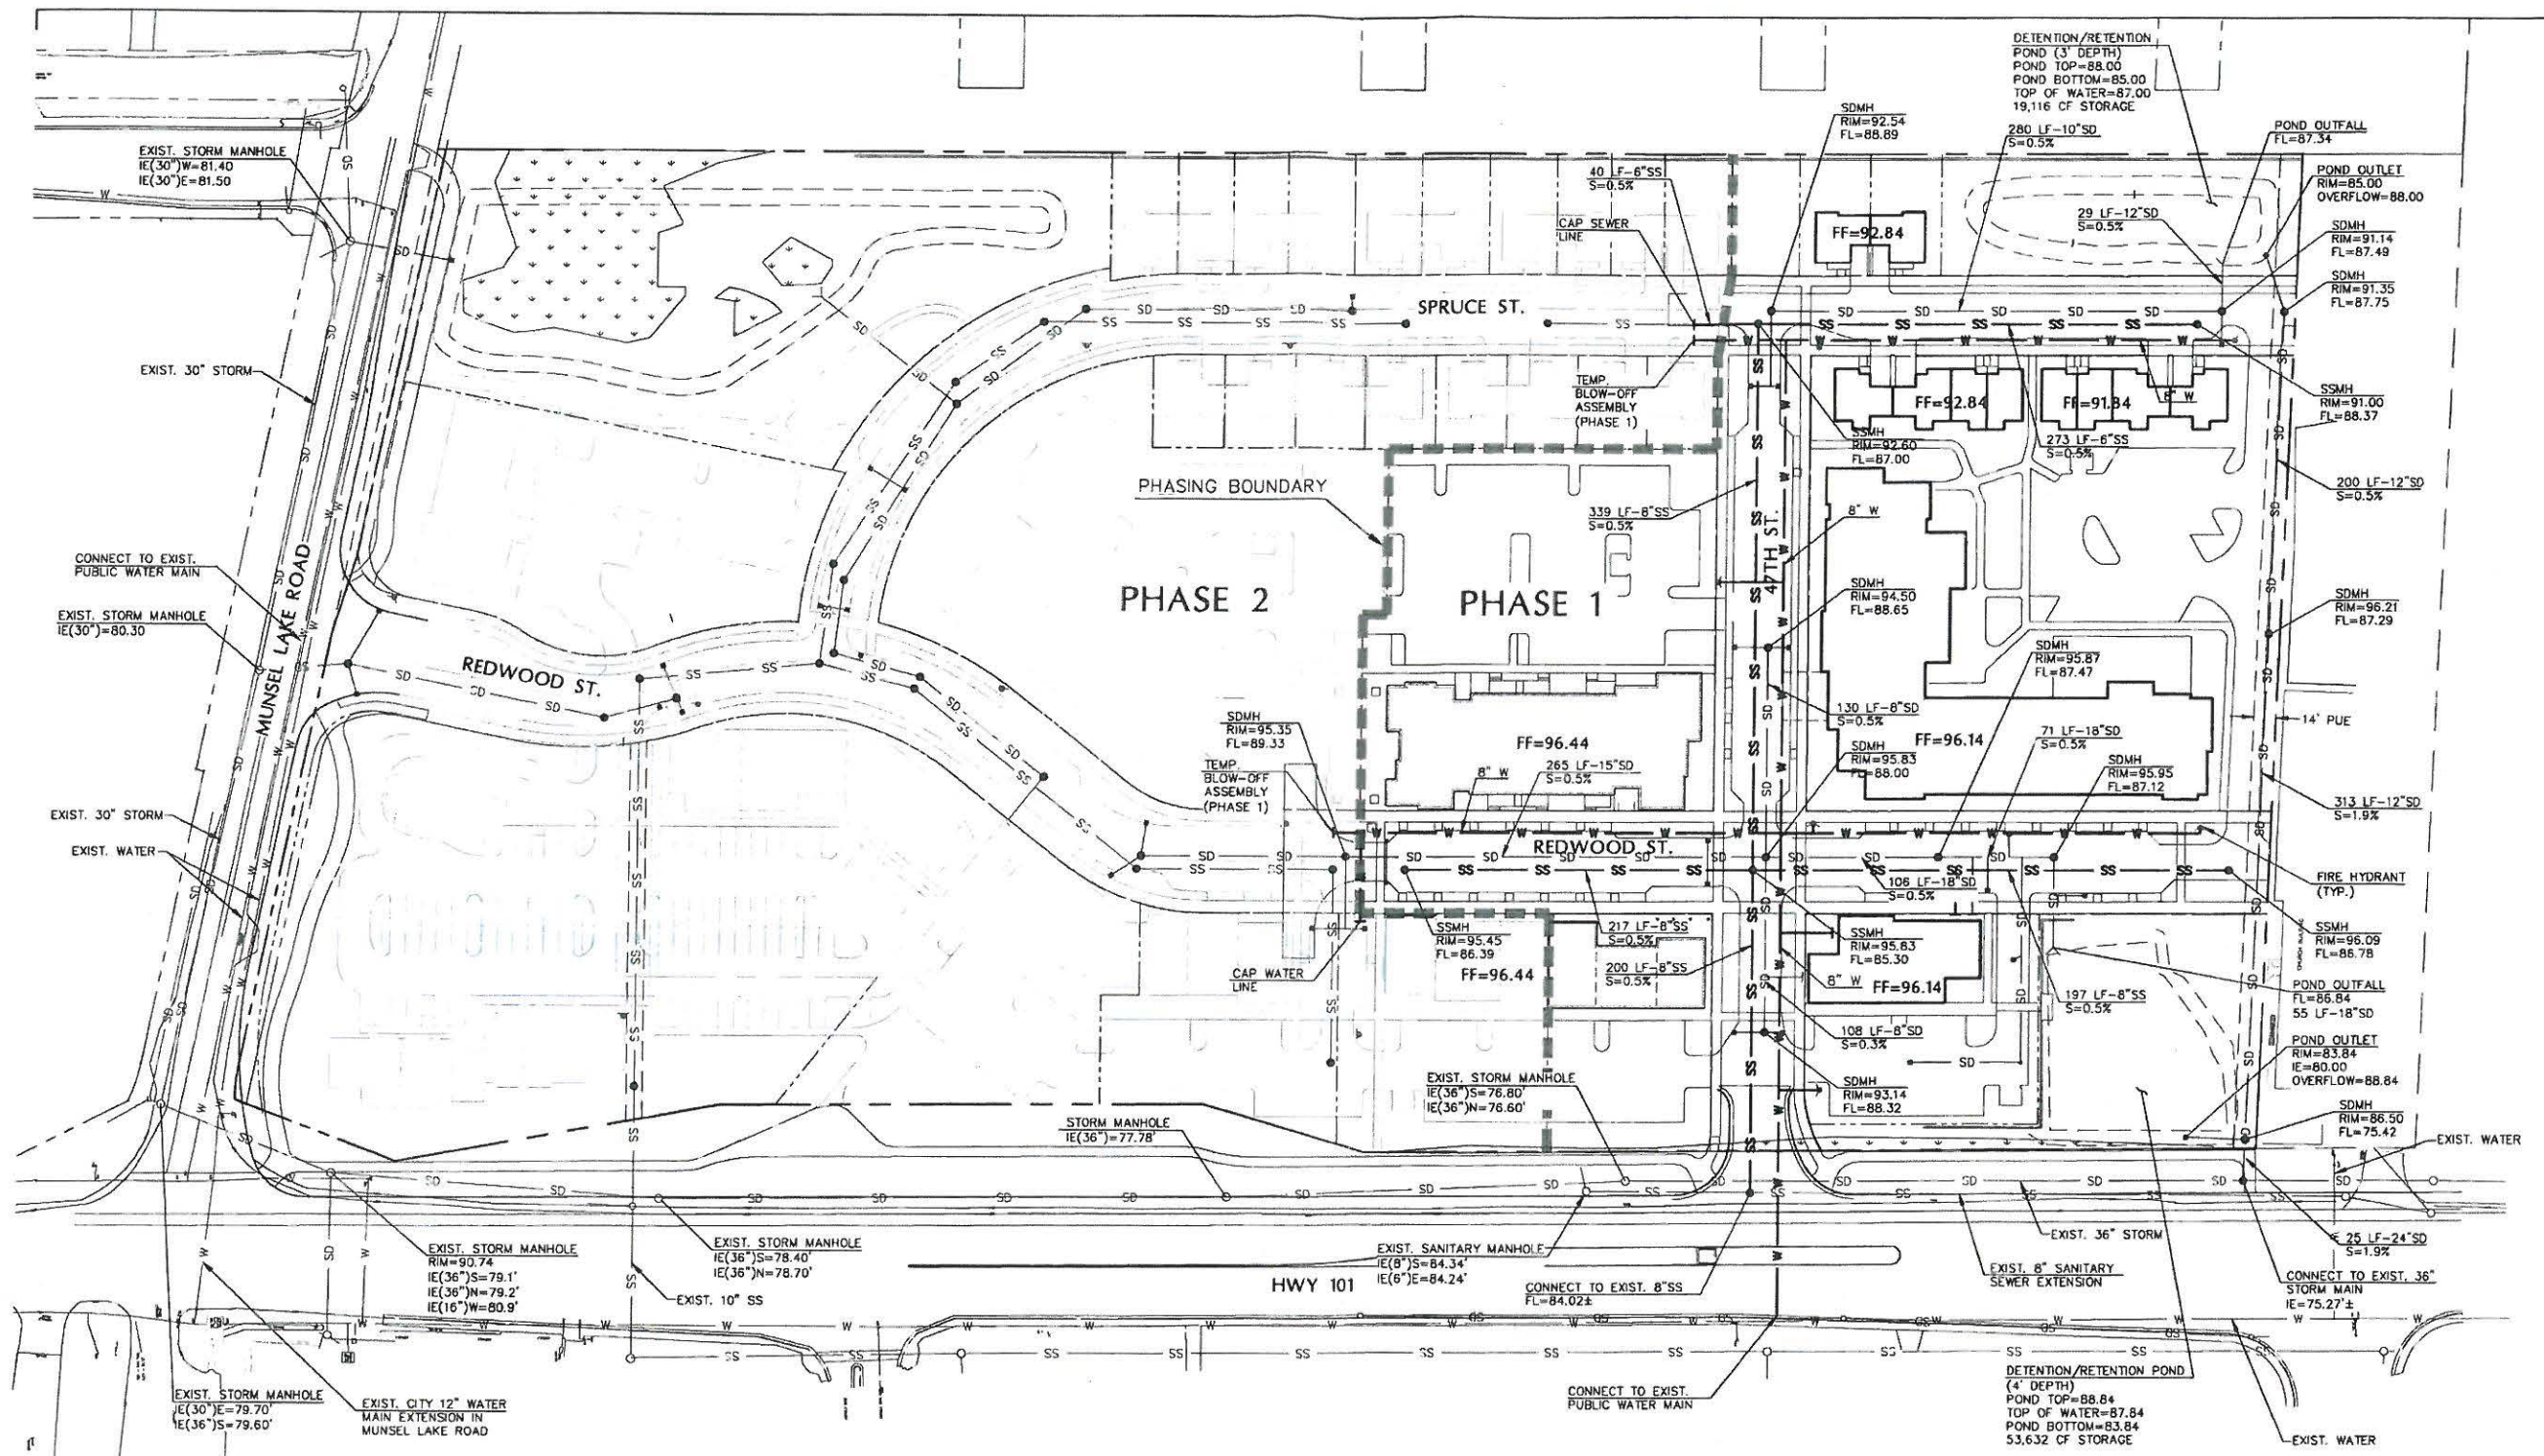 DETENTION/RETENTION
POND (3' DEPTH)
POND TOP=88.00
POND BOTTOM=85.00
TOP OF WATER=87.00
19,116 CF STORAGE
SDMH
RIM=92.54
FL=88.89
280 LF-10"SD
S=0.5%
POND OUTFALL
FL=87.34
EXIST. STORM MANHOLE
IE(30")W=81.40
IE(30")E=81.50
40 LF-6"SS
S=0.5%
POND OUTLET
RIM=85.00
OVERFLOW=88.00
CAP SEWER
LINE
FF=92.84
29 LF-12"SD
S=0.5%
SDMH
RIM=91.14
FL=87.49
SDMH
RIM=91.35
FL=87.75
SPRUCE ST.
EXIST. 30" STORM
TEMP.
BLOW-OFF
ASSEMBLY
(PHASE 1)
FF=92.84
FF=91.84
8" W
SSMH
RIM=91.00
FL=88.37
SSMH
RIM=92.60
FL=87.00
273 LF-6"SS
S=0.5%
PHASING BOUNDARY
200 LF-12"SD
S=0.5%
339 LF-8"SS
S=0.5%
8" W
47TH ST.
CONNECT TO EXIST.
PUBLIC WATER MAIN
MUNSEL LAKE ROAD
PHASE 2
PHASE 1
SDMH
RIM=94.50
FL=88.65
SDMH
RIM=96.21
FL=87.29
EXIST. STORM MANHOLE
IE(30")=80.30
REDWOOD ST.
SDMH
RIM=95.87
FL=87.47
SDMH
RIM=95.35
FL=89.33
130 LF-8"SD
S=0.5%
14' PUE
FF=96.44
FF=96.14
71 LF-18"SD
S=0.5%
TEMP.
BLOW-OFF
ASSEMBLY
(PHASE 1)
8" W
265 LF-15"SD
S=0.5%
SDMH
RIM=95.83
FL=88.00
SDMH
RIM=95.95
FL=87.12
313 LF-12"SD
S=1.9%
EXIST. 30" STORM
EXIST. WATER
REDWOOD ST.
106 LF-18"SD
S=0.5%
FIRE HYDRANT
(TYP.)
SSMH
RIM=95.45
FL=86.39
217 LF-8"SS
S=0.5%
SSMH
RIM=95.83
FL=85.30
SSMH
RIM=96.09
FL=86.78
CAP WATER
LINE
FF=96.44
200 LF-8"SS
S=0.5%
8" W
FF=96.14
197 LF-8"SS
S=0.5%
POND OUTFALL
FL=86.84
55 LF-18"SD
108 LF-8"SD
S=0.3%
POND OUTLET
RIM=83.84
IE=80.00
OVERFLOW=88.84
EXIST. STORM MANHOLE
IE(36")S=76.80'
IE(36")N=76.60'
SDMH
RIM=93.14
FL=88.32
STORM MANHOLE
IE(36")=77.78'
SDMH
RIM=86.50
FL=75.42
EXIST. WATER
EXIST. STORM MANHOLE
RIM=90.74
IE(36")S=79.1'
IE(36")N=79.2'
IE(16")W=80.9'
EXIST. STORM MANHOLE
IE(36")S=78.40'
IE(36")N=78.70'
EXIST. SANITARY MANHOLE
IE(8")S=84.34'
IE(6")E=84.24'
EXIST. 36" STORM
25 LF-24"SD
S=1.9%
EXIST. 10" SS
HWY 101
CONNECT TO EXIST. 8"SS
FL=84.02±
EXIST. 8" SANITARY
SEWER EXTENSION
CONNECT TO EXIST. 36"
STORM MAIN
IE=75.27'±
EXIST. STORM MANHOLE
IE(30")E=79.70'
IE(36")S=79.60'
EXIST. CITY 12" WATER
MAIN EXTENSION IN
MUNSEL LAKE ROAD
CONNECT TO EXIST.
PUBLIC WATER MAIN
DETENTION/RETENTION POND
(4' DEPTH)
POND TOP=88.84
TOP OF WATER=87.84
POND BOTTOM=83.84
53,632 CF STORAGE
EXIST. WATER